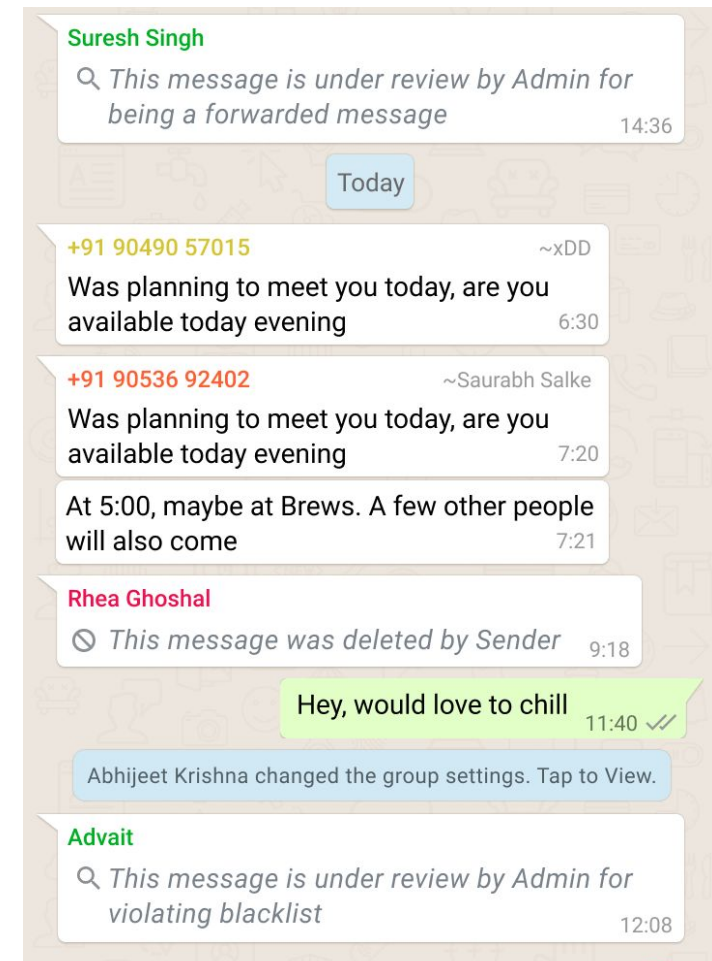 Suresh Singh
This message is under review by Admin for
being a forwarded message
14:36
Today
+91 90490 57015 ~xDD
Was planning to meet you today, are you
available today evening 6:30
+91 90536 92402 ~Saurabh Salke
Was planning to meet you today, are you
available today evening 7:20
At 5:00, maybe at Brews. A few other people
will also come 7:21
Rhea Ghoshal
This message was deleted by Sender 9:18
Hey, would love to chill 11:40
Abhijeet Krishna changed the group settings. Tap to View.
Advait
This message is under review by Admin for
violating blacklist 12:08